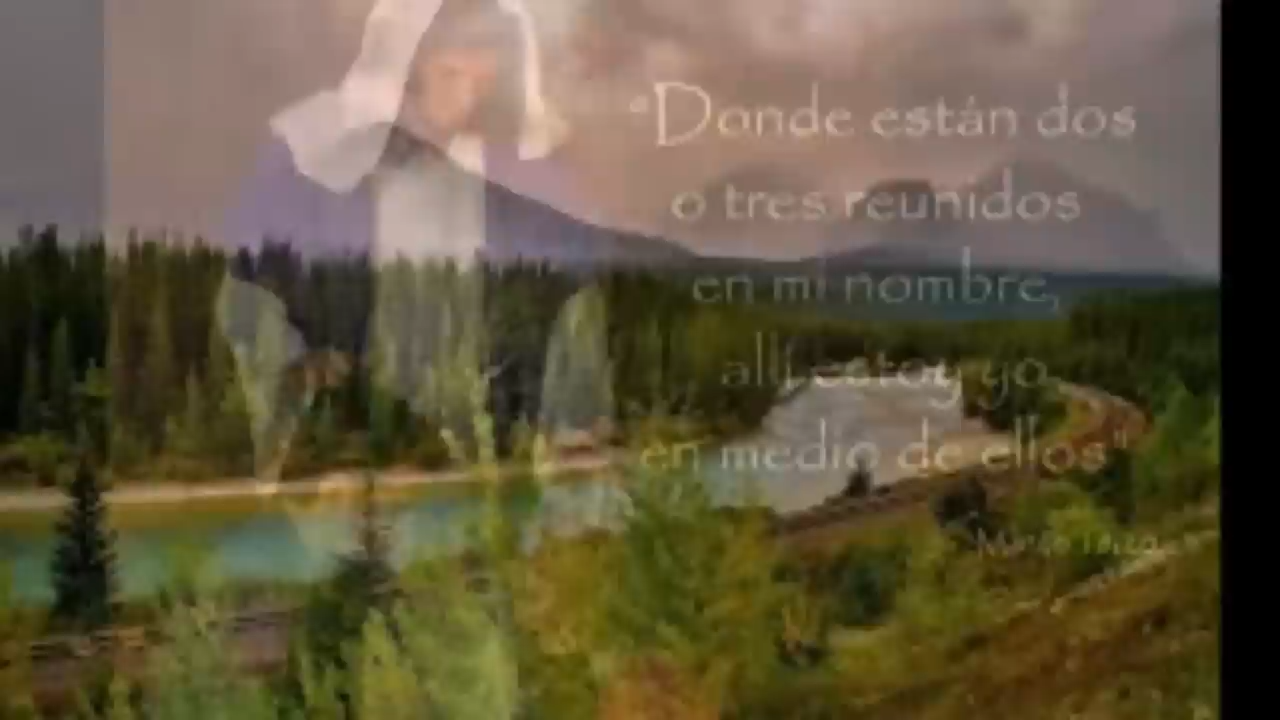 "Donde están dos
o tres reunidos
en mi nombre,
allí estoy yo
en medio de ellos"